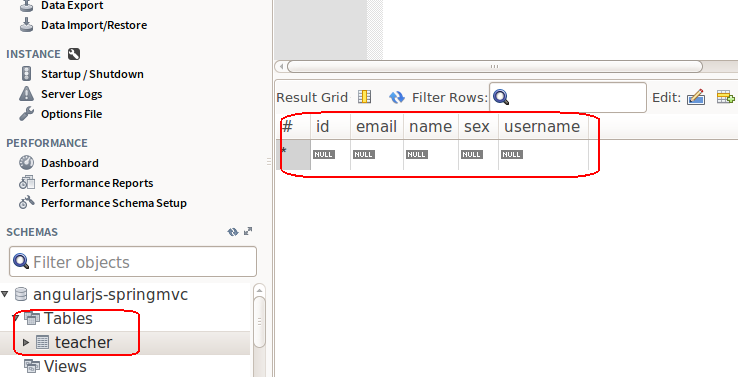 Data Export
Data Import/Restore
INSTANCE
Startup / Shutdown
Server Logs
Options File
PERFORMANCE
Dashboard
Performance Reports
Performance Schema Setup
SCHEMAS
Filter objects
angularjs-springmvc
Tables
teacher
Views
Result Grid Filter Rows: Edit:
# id email name sex username
* NULL NULL NULL NULL NULL